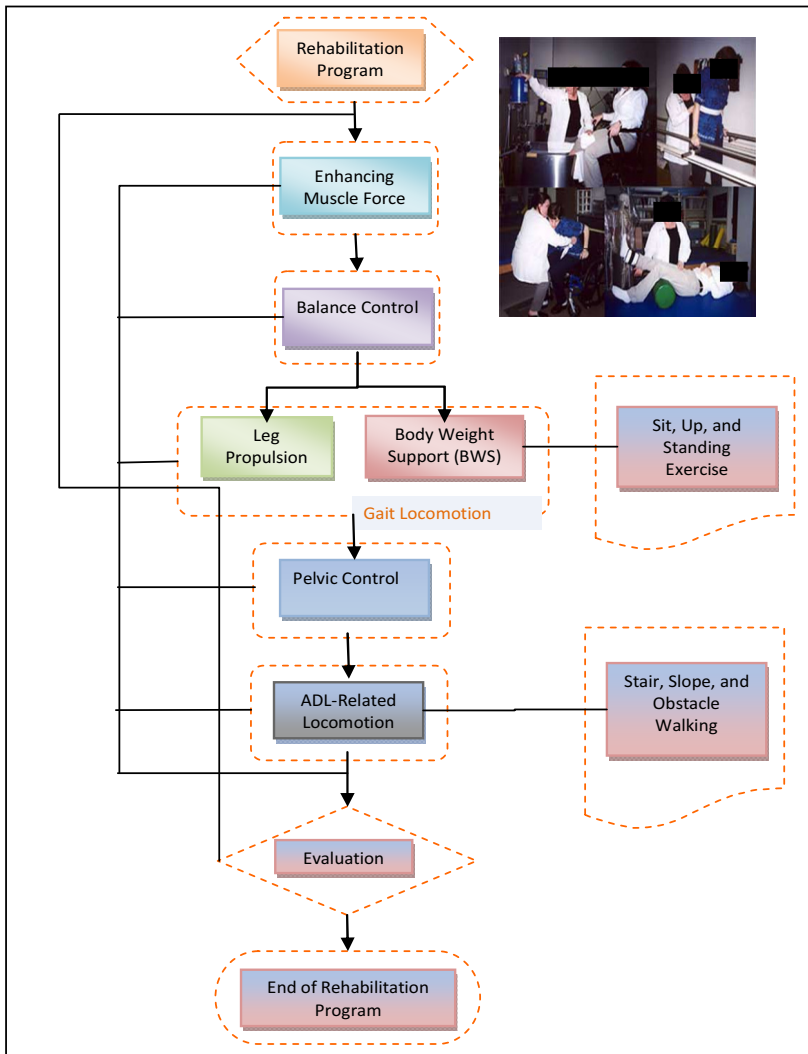 Rehabilitation
Program
Enhancing
Muscle Force
Balance Control
Leg
Propulsion
Body Weight
Support (BWS)
Sit, Up, and
Standing
Exercise
Gait Locomotion
Pelvic Control
ADL-Related
Locomotion
Stair, Slope, and
Obstacle
Walking
Evaluation
End of Rehabilitation
Program